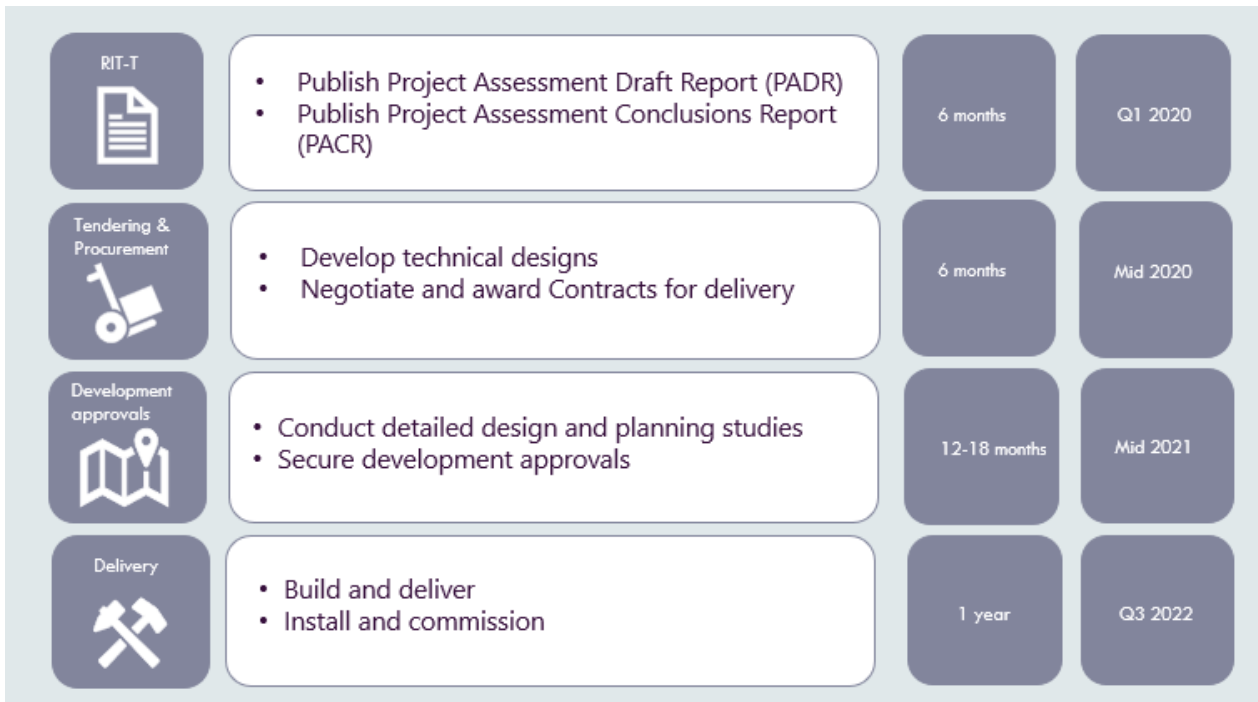 RIT-T
• Publish Project Assessment Draft Report (PADR)
• Publish Project Assessment Conclusions Report
(PACR)
6 months
Q1 2020
Tendering &
Procurement
• Develop technical designs
• Negotiate and award Contracts for delivery
6 months
Mid 2020
Development
approvals
• Conduct detailed design and planning studies
• Secure development approvals
12-18 months
Mid 2021
Delivery
• Build and deliver
• Install and commission
1 year
Q3 2022